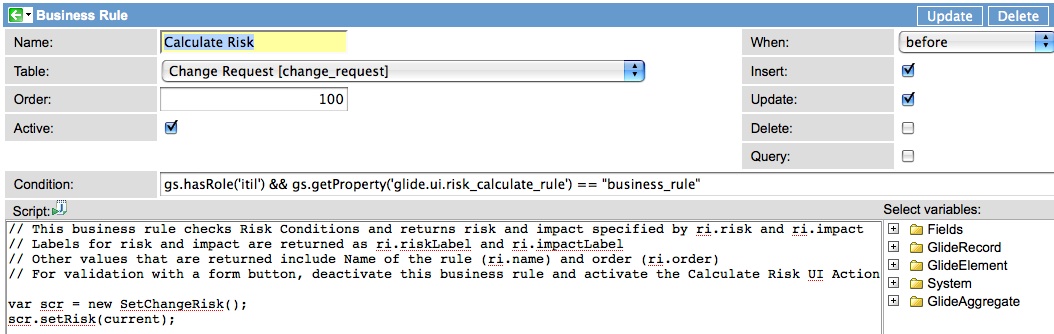 Business Rule
Update
Delete
Name:
Calculate Risk
When:
before
Table:
Change Request [change_request]
Insert:
Order:
100
Update:
Active:
Delete:
Query:
Condition:
gs.hasRole('itil') && gs.getProperty('glide.ui.risk_calculate_rule') == "business_rule"
Script:
Select variables:
// This business rule checks Risk Conditions and returns risk and impact specified by ri.risk and ri.impact
// Labels for risk and impact are returned as ri.riskLabel and ri.impactLabel
// Other values that are returned include Name of the rule (ri.name) and order (ri.order)
// For validation with a form button, deactivate this business rule and activate the Calculate Risk UI Action
var scr = new SetChangeRisk();
scr.setRisk(current);
Fields
GlideRecord
GlideElement
System
GlideAggregate